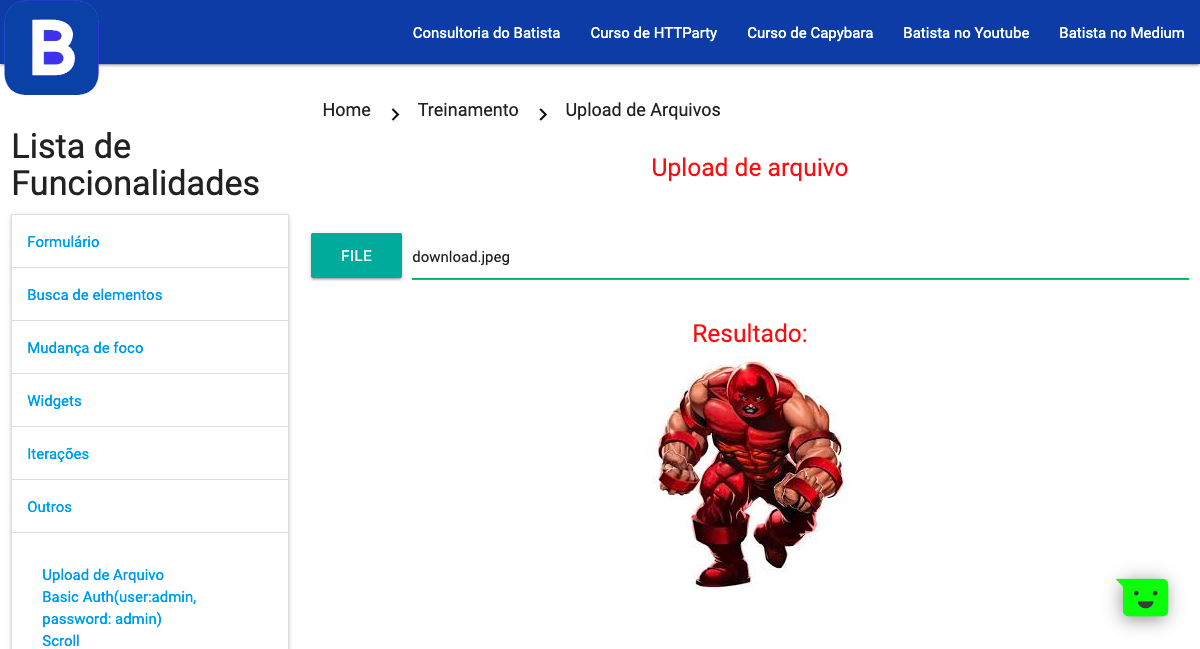 B
Consultoria do Batista
Curso de HTTParty
Curso de Capybara
Batista no Youtube
Batista no Medium
Home
Treinamento
Upload de Arquivos
Lista de
Funcionalidades
Formulário
Busca de elementos
Mudança de foco
Widgets
Iterações
Outros
Upload de Arquivo
Basic Auth(user:admin,
password: admin)
Scroll
Upload de arquivo
FILE
download.jpeg
Resultado: